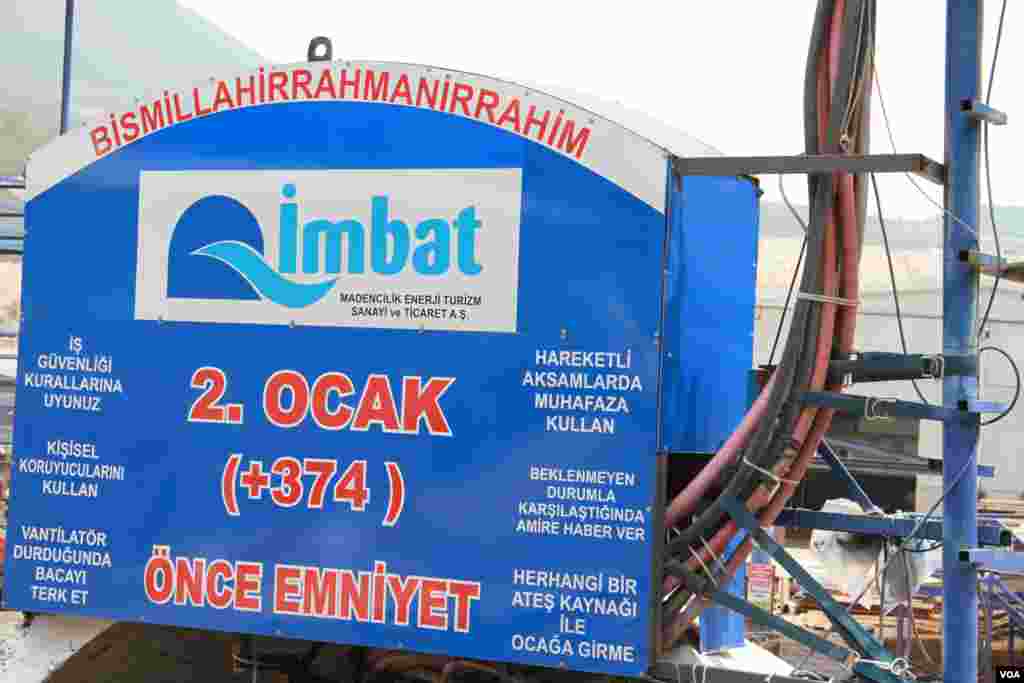 BİSMİLLAHİRRAHMANİRRAHİM
imbat
MADENCİLİK ENERJİ TURİZM
SANAYİ ve TİCARET A.Ş.
İŞ
GÜVENLİĞİ
KURALLARINA
UYUNUZ
KİŞİSEL
KORUYUCULARINI
KULLAN
VANTİLATÖR
DURDUĞUNDA
BACAYI
TERK ET
2. OCAK
(+374 )
ÖNCE EMNİYET
HAREKETLİ
AKSAMLARDA
MUHAFAZA
KULLAN
BEKLENMEYEN
DURUMLA
KARŞILAŞTIĞINDA
AMİRE HABER VER
HERHANGİ BİR
ATEŞ KAYNAĞI
İLE
OCAĞA GİRME
VOA